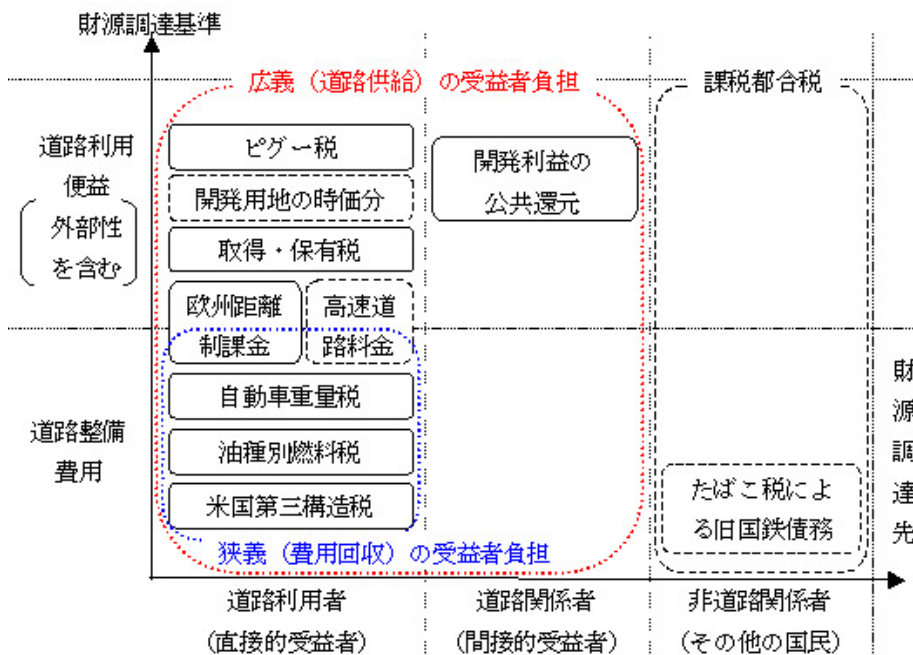 財源調達基準
広義（道路供給）の受益者負担
課税都合税
道路利用
便益
外部性
を含む
ピグー税
開発用地の時価分
取得・保有税
欧州距離
制課金
高速道
路料金
開発利益の
公共還元
道路整備
費用
自動車重量税
油種別燃料税
米国第三構造税
狭義（費用回収）の受益者負担
たばこ税によ
る旧国鉄債務
財
源
調
達
先
道路利用者
(直接的受益者)
道路関係者
(間接的受益者)
非道路関係者
(その他の国民)